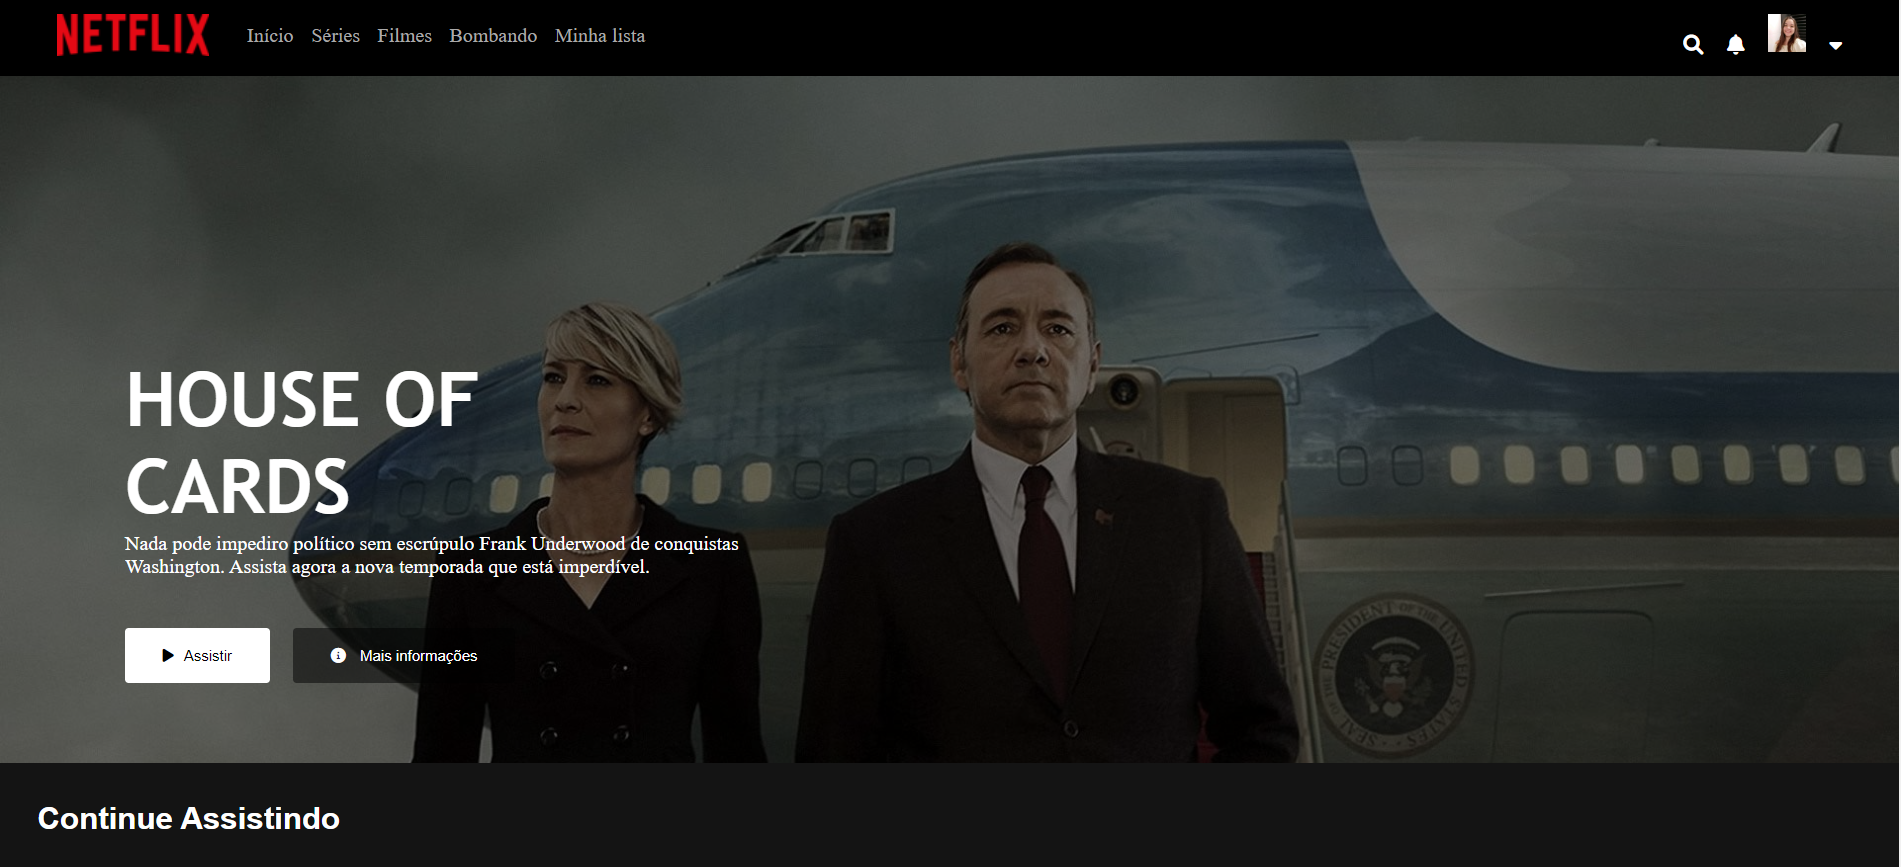 NETFLIX
Início Séries Filmes Bombando Minha lista
HOUSE OF
CARDS
Nada pode impediro político sem escrúpulo Frank Underwood de conquistas
Washington. Assista agora a nova temporada que está imperdível.
Assistir Mais informações
SEAL OF THE PRESIDENT OF THE UNITED STATES
Continue Assistindo